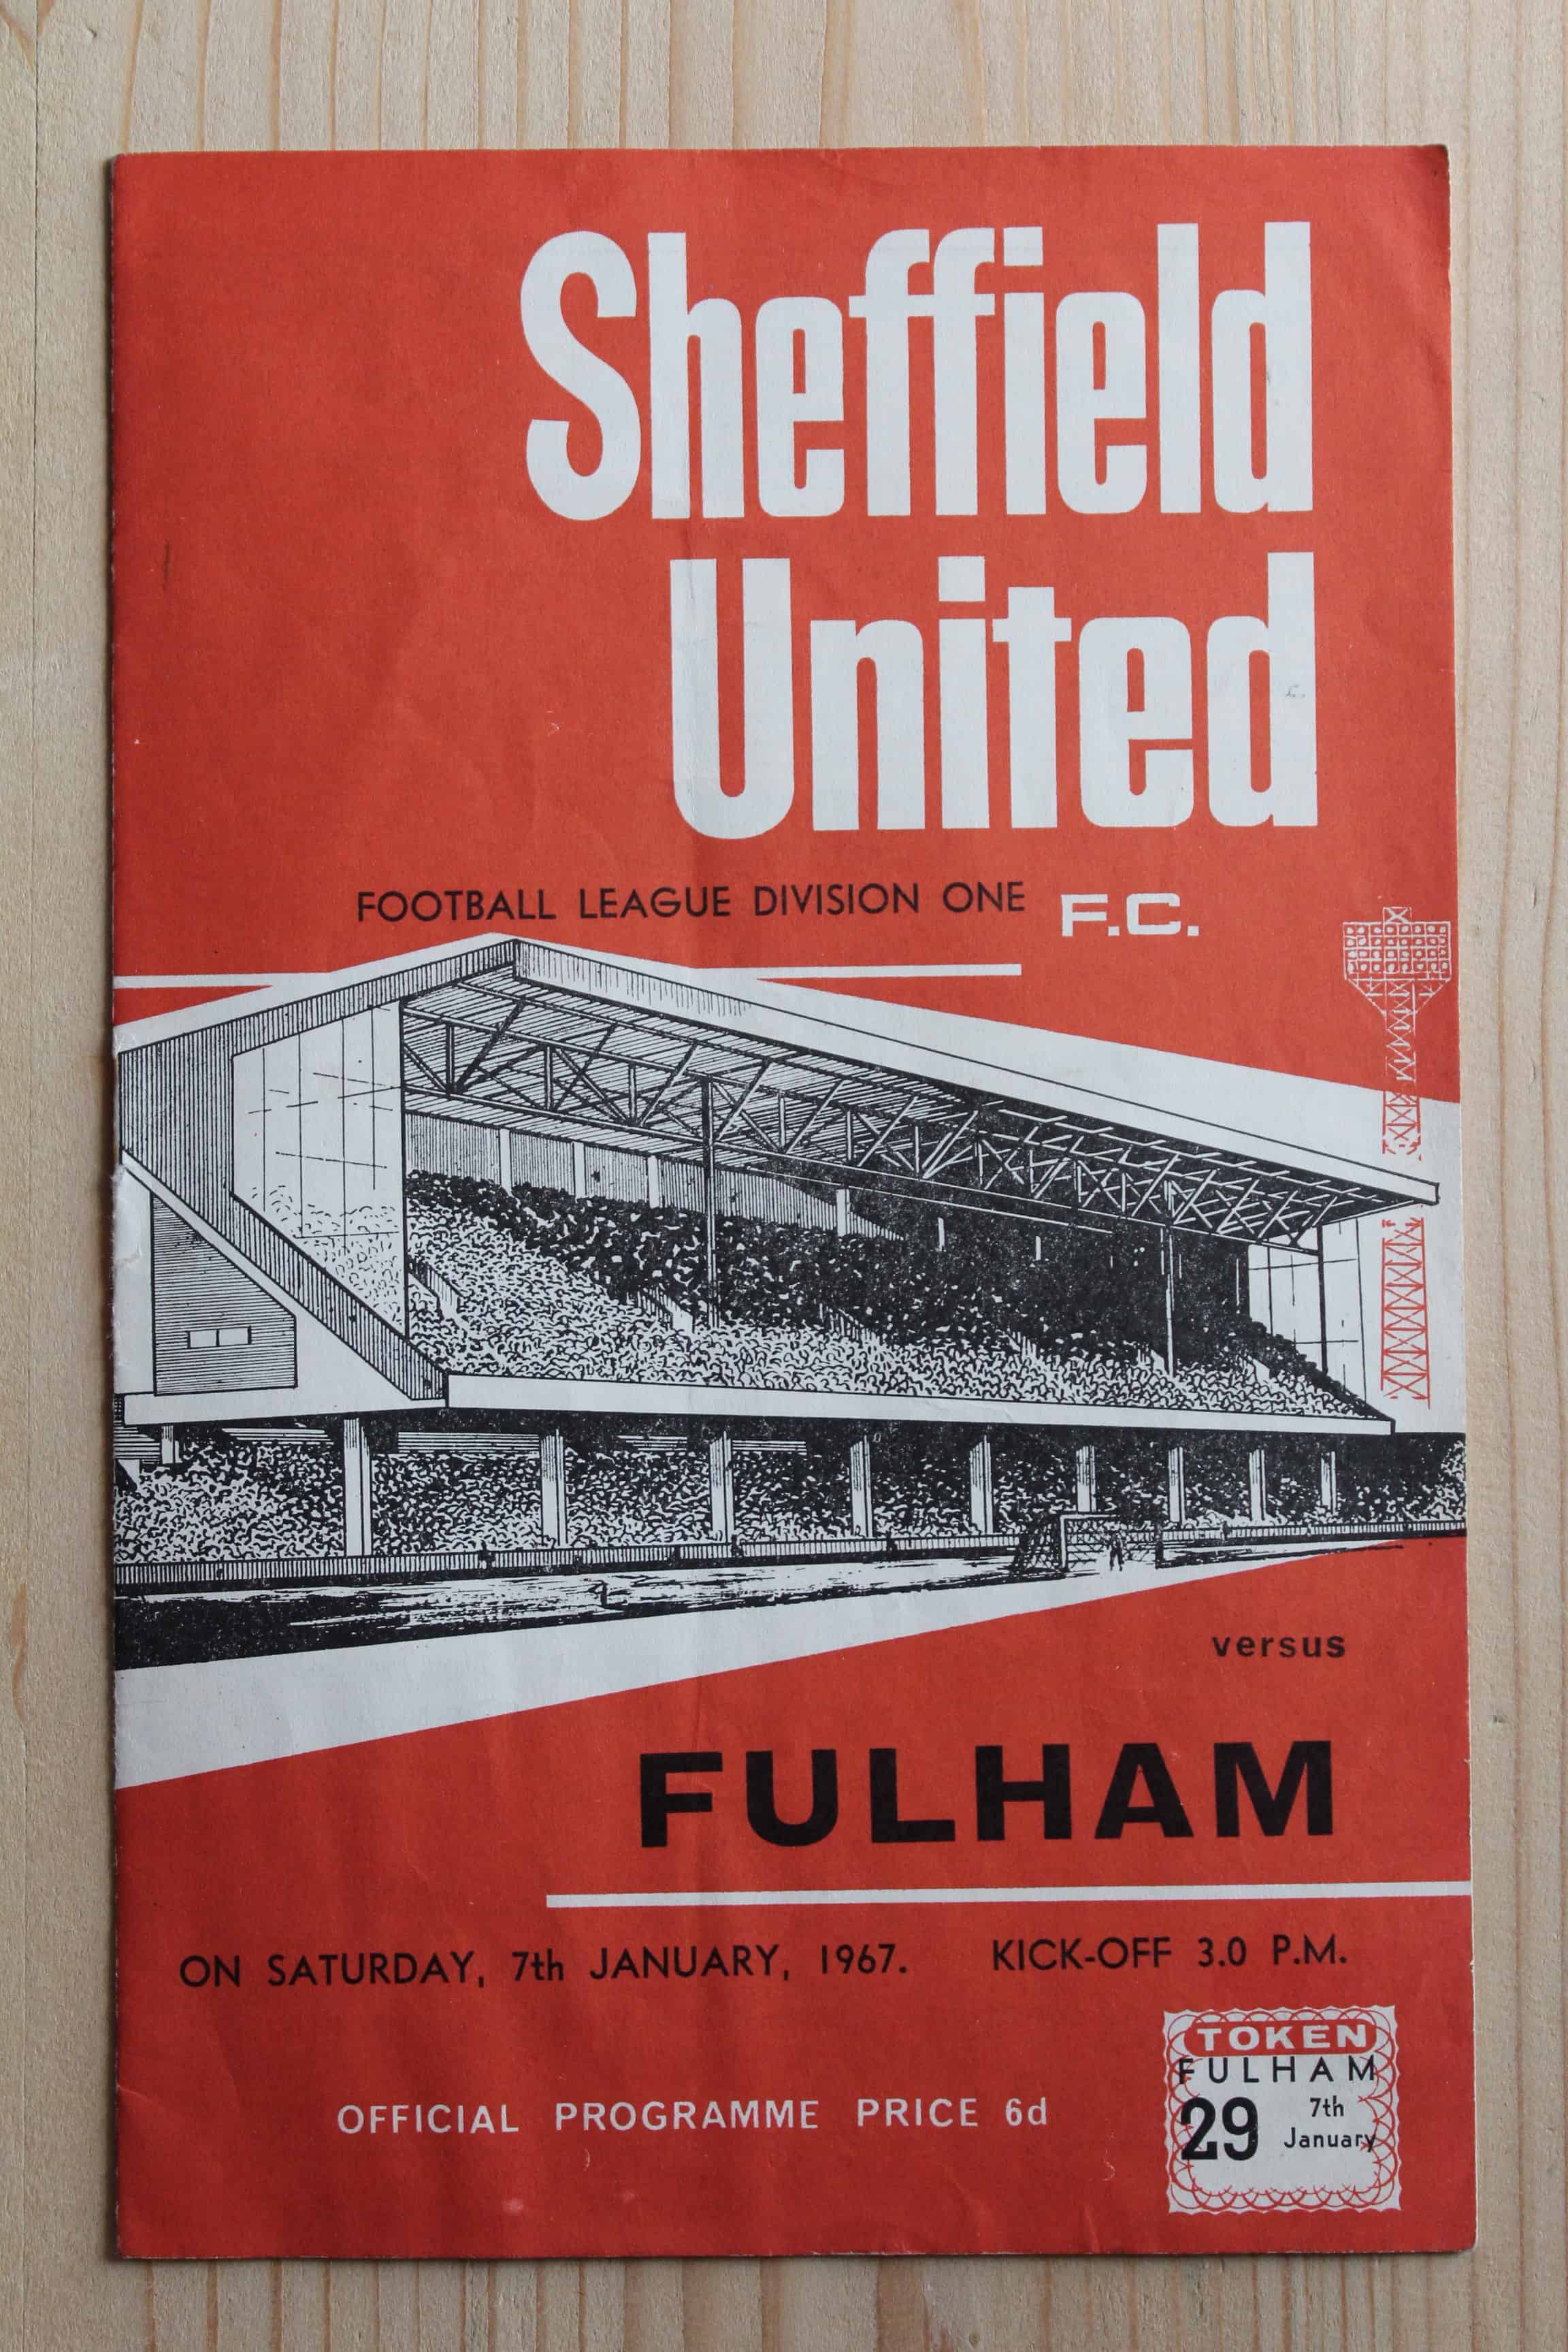 Sheffield
United
FOOTBALL LEAGUE DIVISION ONE F.C.
versus
FULHAM
ON SATURDAY, 7th JANUARY, 1967. KICK-OFF 3.0 P.M.
OFFICIAL PROGRAMME PRICE 6d
TOKEN
FULHAM
29 7th
January